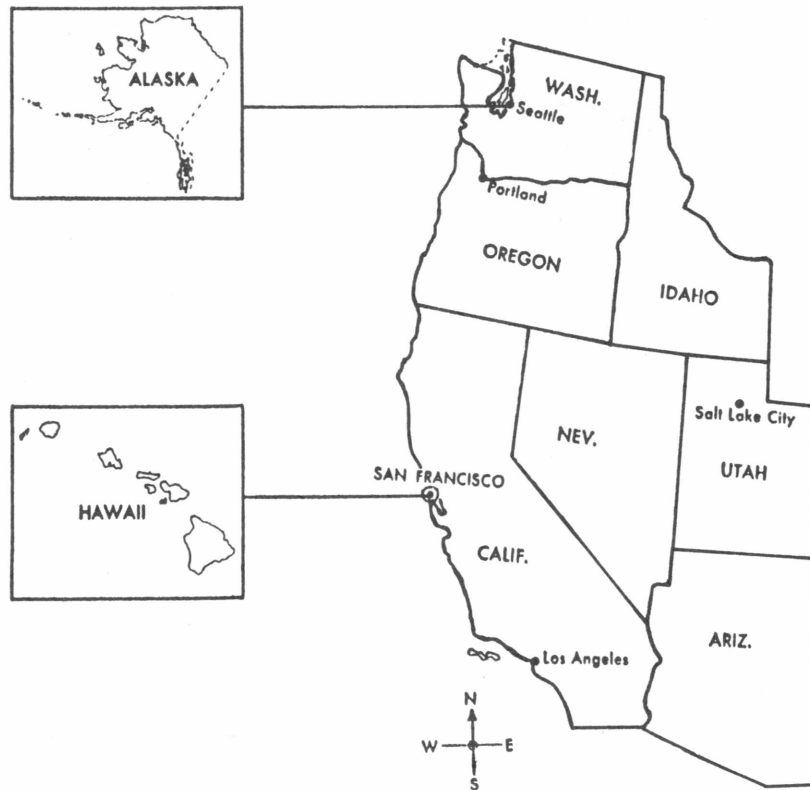 ALASKA
WASH.
Seattle
Portland
OREGON
IDAHO
Salt Lake City
NEV.
UTAH
SAN FRANCISCO
HAWAII
CALIF.
ARIZ.
Los Angeles
N
W E
S